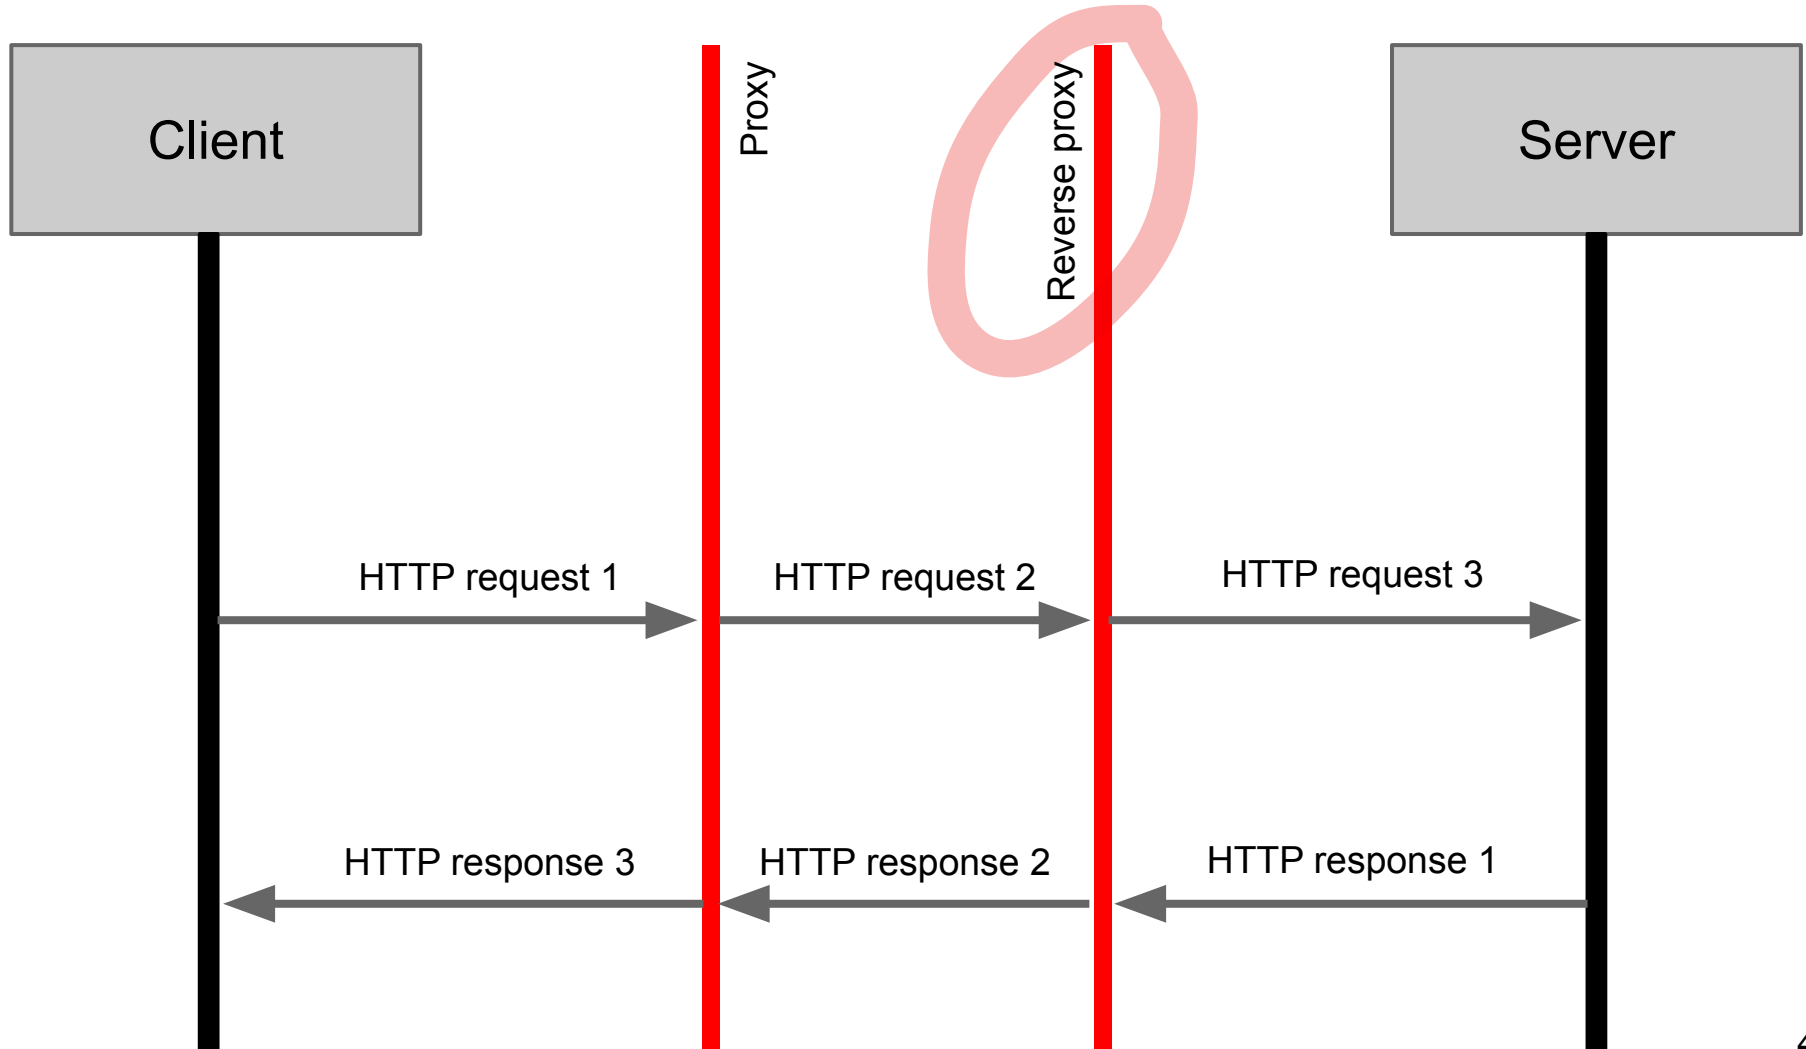 Client
Proxy
Reverse proxy
Server
HTTP request 1
HTTP request 2
HTTP request 3
HTTP response 3
HTTP response 2
HTTP response 1